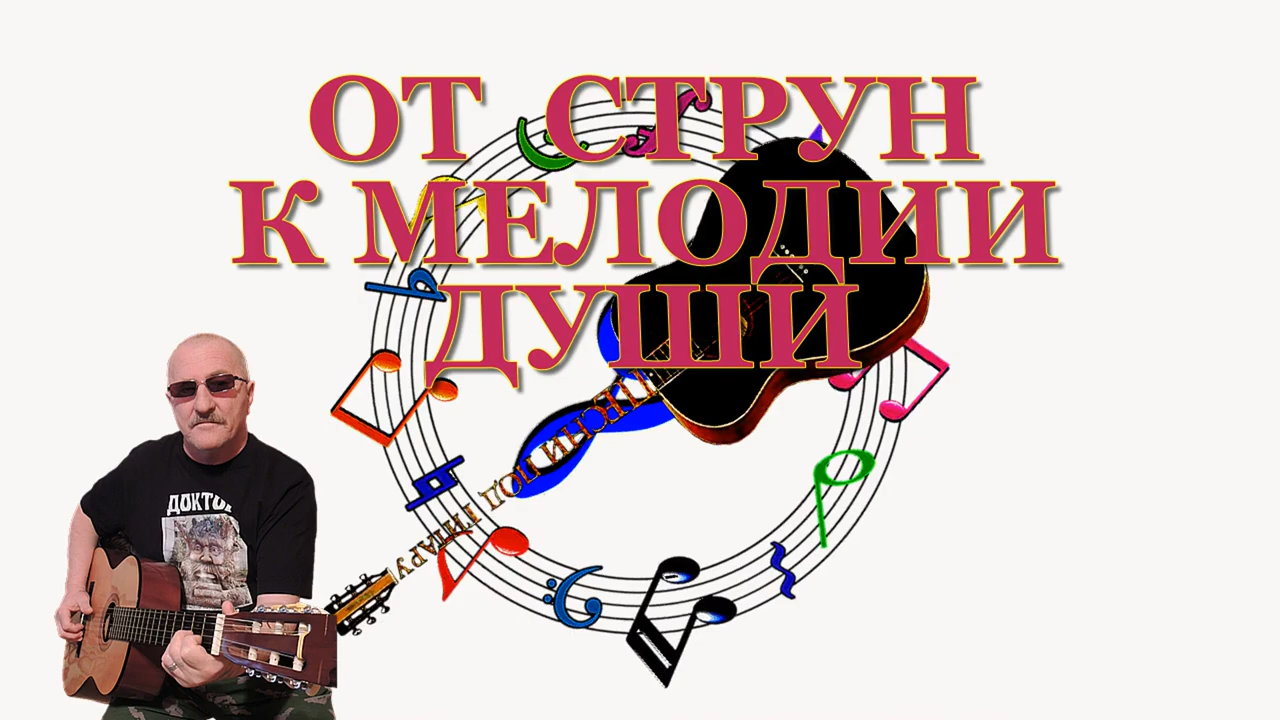 ОТ СТРУН
К МЕЛОДИИ
ДУШИ
ПЕСНИ ПОД ГИТАРУ
ДОКТОР